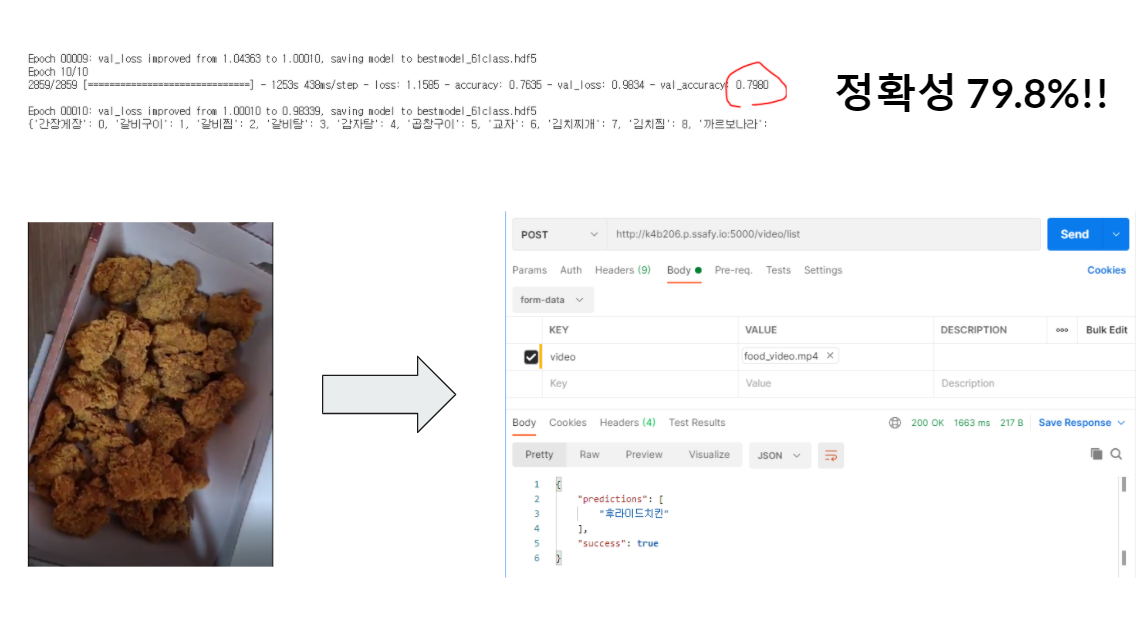 Epoch 00009: val_loss improved from 1.04363 to 1.00010, saving model to bestmodel_61class.hdf5
Epoch 10/10
2859/2859 [==============================] - 1253s 438ms/step - loss: 1.1585 - accuracy: 0.7635 - val_loss: 0.9834 - val_accuracy: 0.7980
Epoch 00010: val_loss improved from 1.00010 to 0.98339, saving model to bestmodel_61class.hdf5
{'간장게장': 0, '갈비구이': 1, '갈비찜': 2, '갈비탕': 3, '감자탕': 4, '곱창구이': 5, '교자': 6, '김치찌개': 7, '김치찜': 8, '까르보나라':
정확성 79.8%!!
POST http://k4b206.p.ssafy.io:5000/video/list Send
Params Auth Headers (9) Body Pre-req. Tests Settings Cookies
form-data
KEY VALUE DESCRIPTION ooo Bulk Edit
video food_video.mp4 ✕
Key Value Description
Body Cookies Headers (4) Test Results 200 OK 1663 ms 217 B Save Response
Pretty Raw Preview Visualize JSON
1 {
2 "predictions": [
3 "후라이드치킨"
4 ],
5 "success": true
6 }